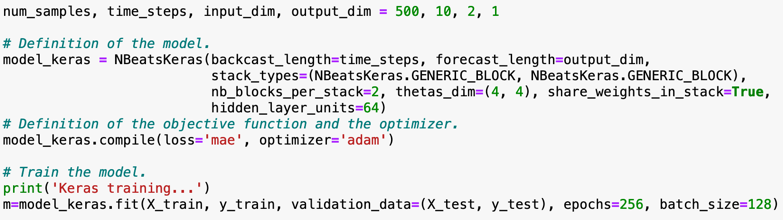 num_samples, time_steps, input_dim, output_dim = 500, 10, 2, 1
# Definition of the model.
model_keras = NBeatsKeras(backcast_length=time_steps, forecast_length=output_dim,
stack_types=(NBeatsKeras.GENERIC_BLOCK, NBeatsKeras.GENERIC_BLOCK),
nb_blocks_per_stack=2, thetas_dim=(4, 4), share_weights_in_stack=True,
hidden_layer_units=64)
# Definition of the objective function and the optimizer.
model_keras.compile(loss='mae', optimizer='adam')
# Train the model.
print('Keras training...')
m=model_keras.fit(X_train, y_train, validation_data=(X_test, y_test), epochs=256, batch_size=128)